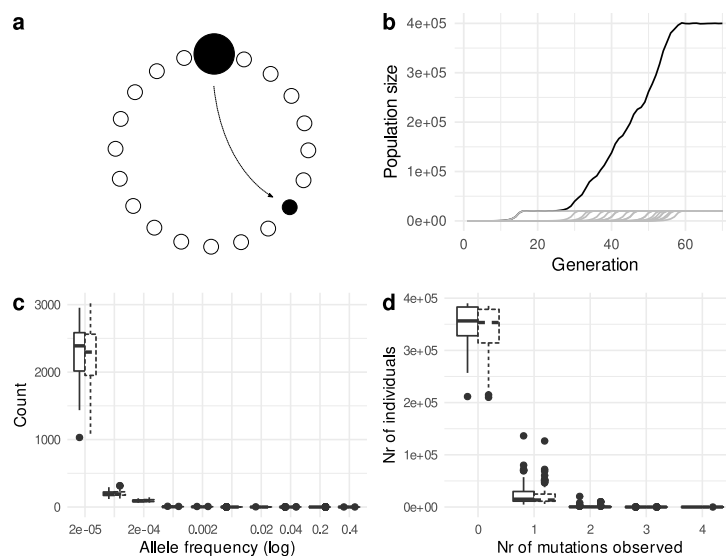 a
b
4e+05
3e+05
2e+05
1e+05
0e+00
Population size
0
20
40
60
Generation
c
3000
2000
1000
0
Count
2e-05
2e-04
0.002
0.02
0.04
0.2
0.4
Allele frequency (log)
d
4e+05
3e+05
2e+05
1e+05
0e+00
Nr of individuals
0
1
2
3
4
Nr of mutations observed